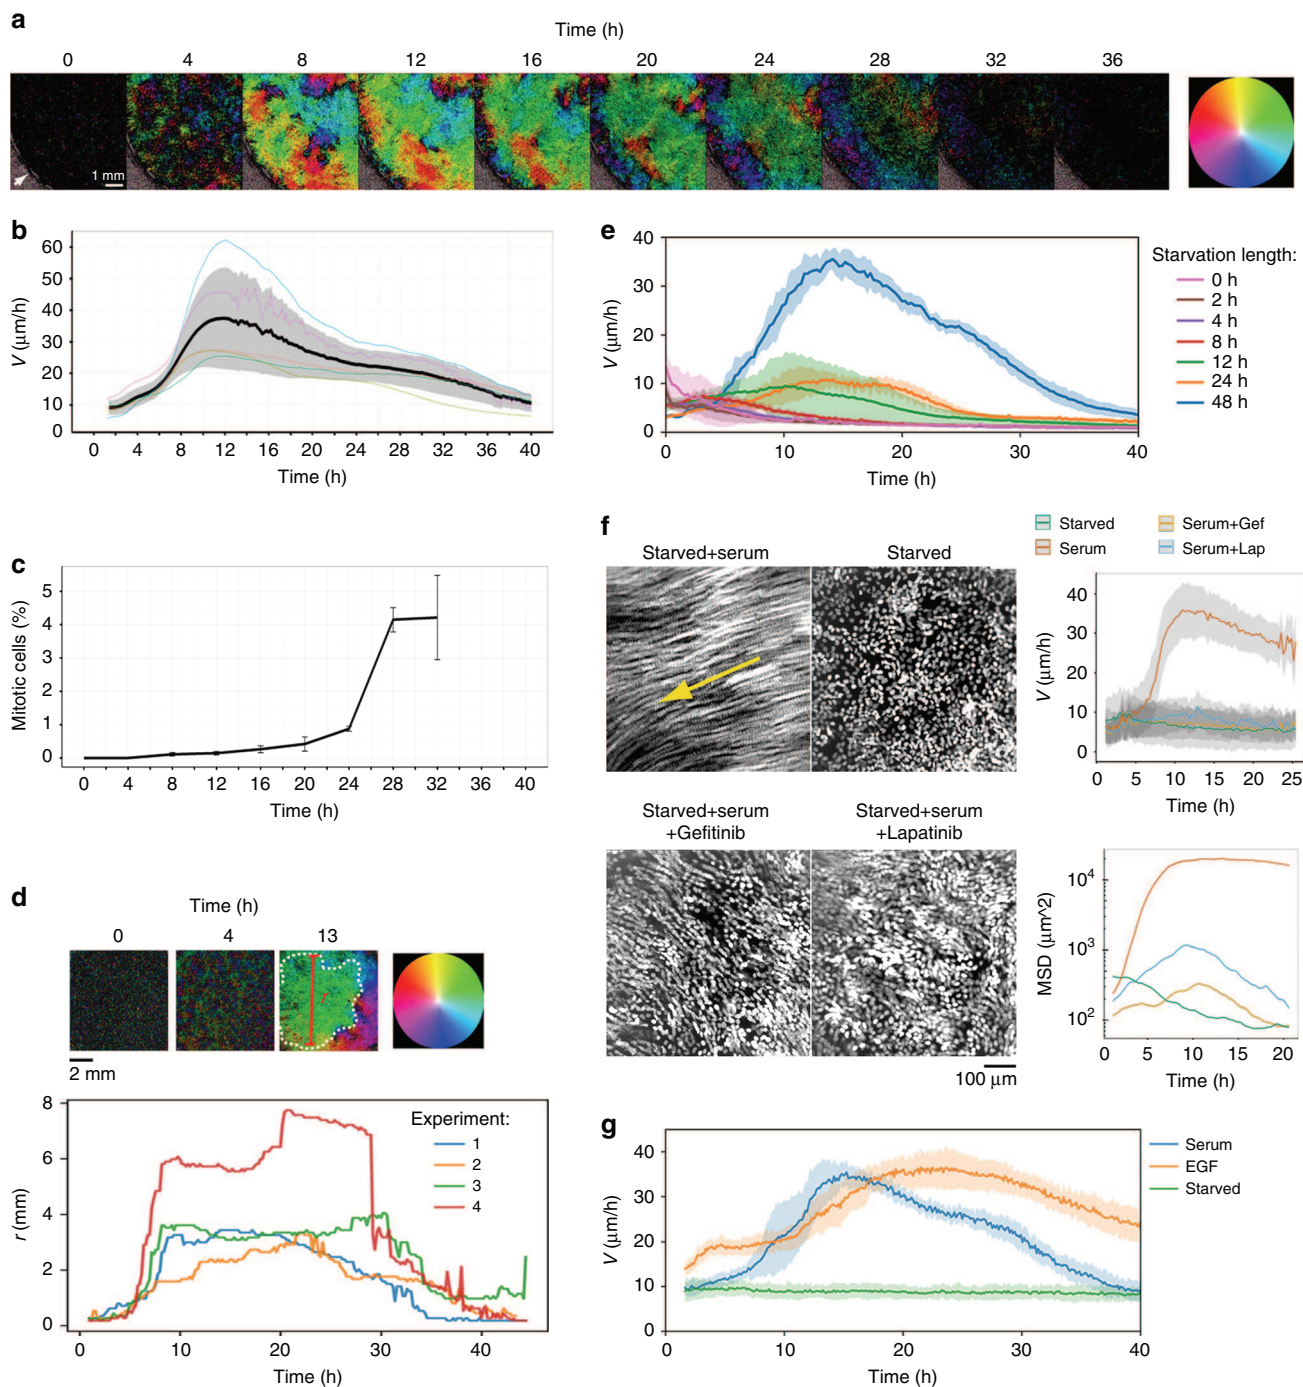 a
Time (h)
0 4 8 12 16 20 24 28 32 36
1 mm
b
60
50
40
30
20
10
0
V (μm/h)
0 4 8 12 16 20 24 28 32 36 40
Time (h)
e
40
30
20
10
0
V (μm/h)
0 10 20 30 40
Time (h)
Starvation length:
0 h
2 h
4 h
8 h
12 h
24 h
48 h
c
5
4
3
2
1
0
Mitotic cells (%)
0 4 8 12 16 20 24 28 32 36 40
Time (h)
f
Starved+serum
Starved
Starved+serum
+Gefitinib
Starved+serum
+Lapatinib
100 μm
Starved
Serum+Gef
Serum
Serum+Lap
40
30
20
10
0
V (μm/h)
0 5 10 15 20 25
Time (h)
10^4
10^3
10^2
MSD (μm^2)
0 5 10 15 20
Time (h)
d
Time (h)
0 4 13
r
2 mm
8
6
4
2
0
r (mm)
Experiment:
1
2
3
4
10 20 30 40
Time (h)
g
40
30
20
10
0
V (μm/h)
0 10 20 30 40
Time (h)
Serum
EGF
Starved